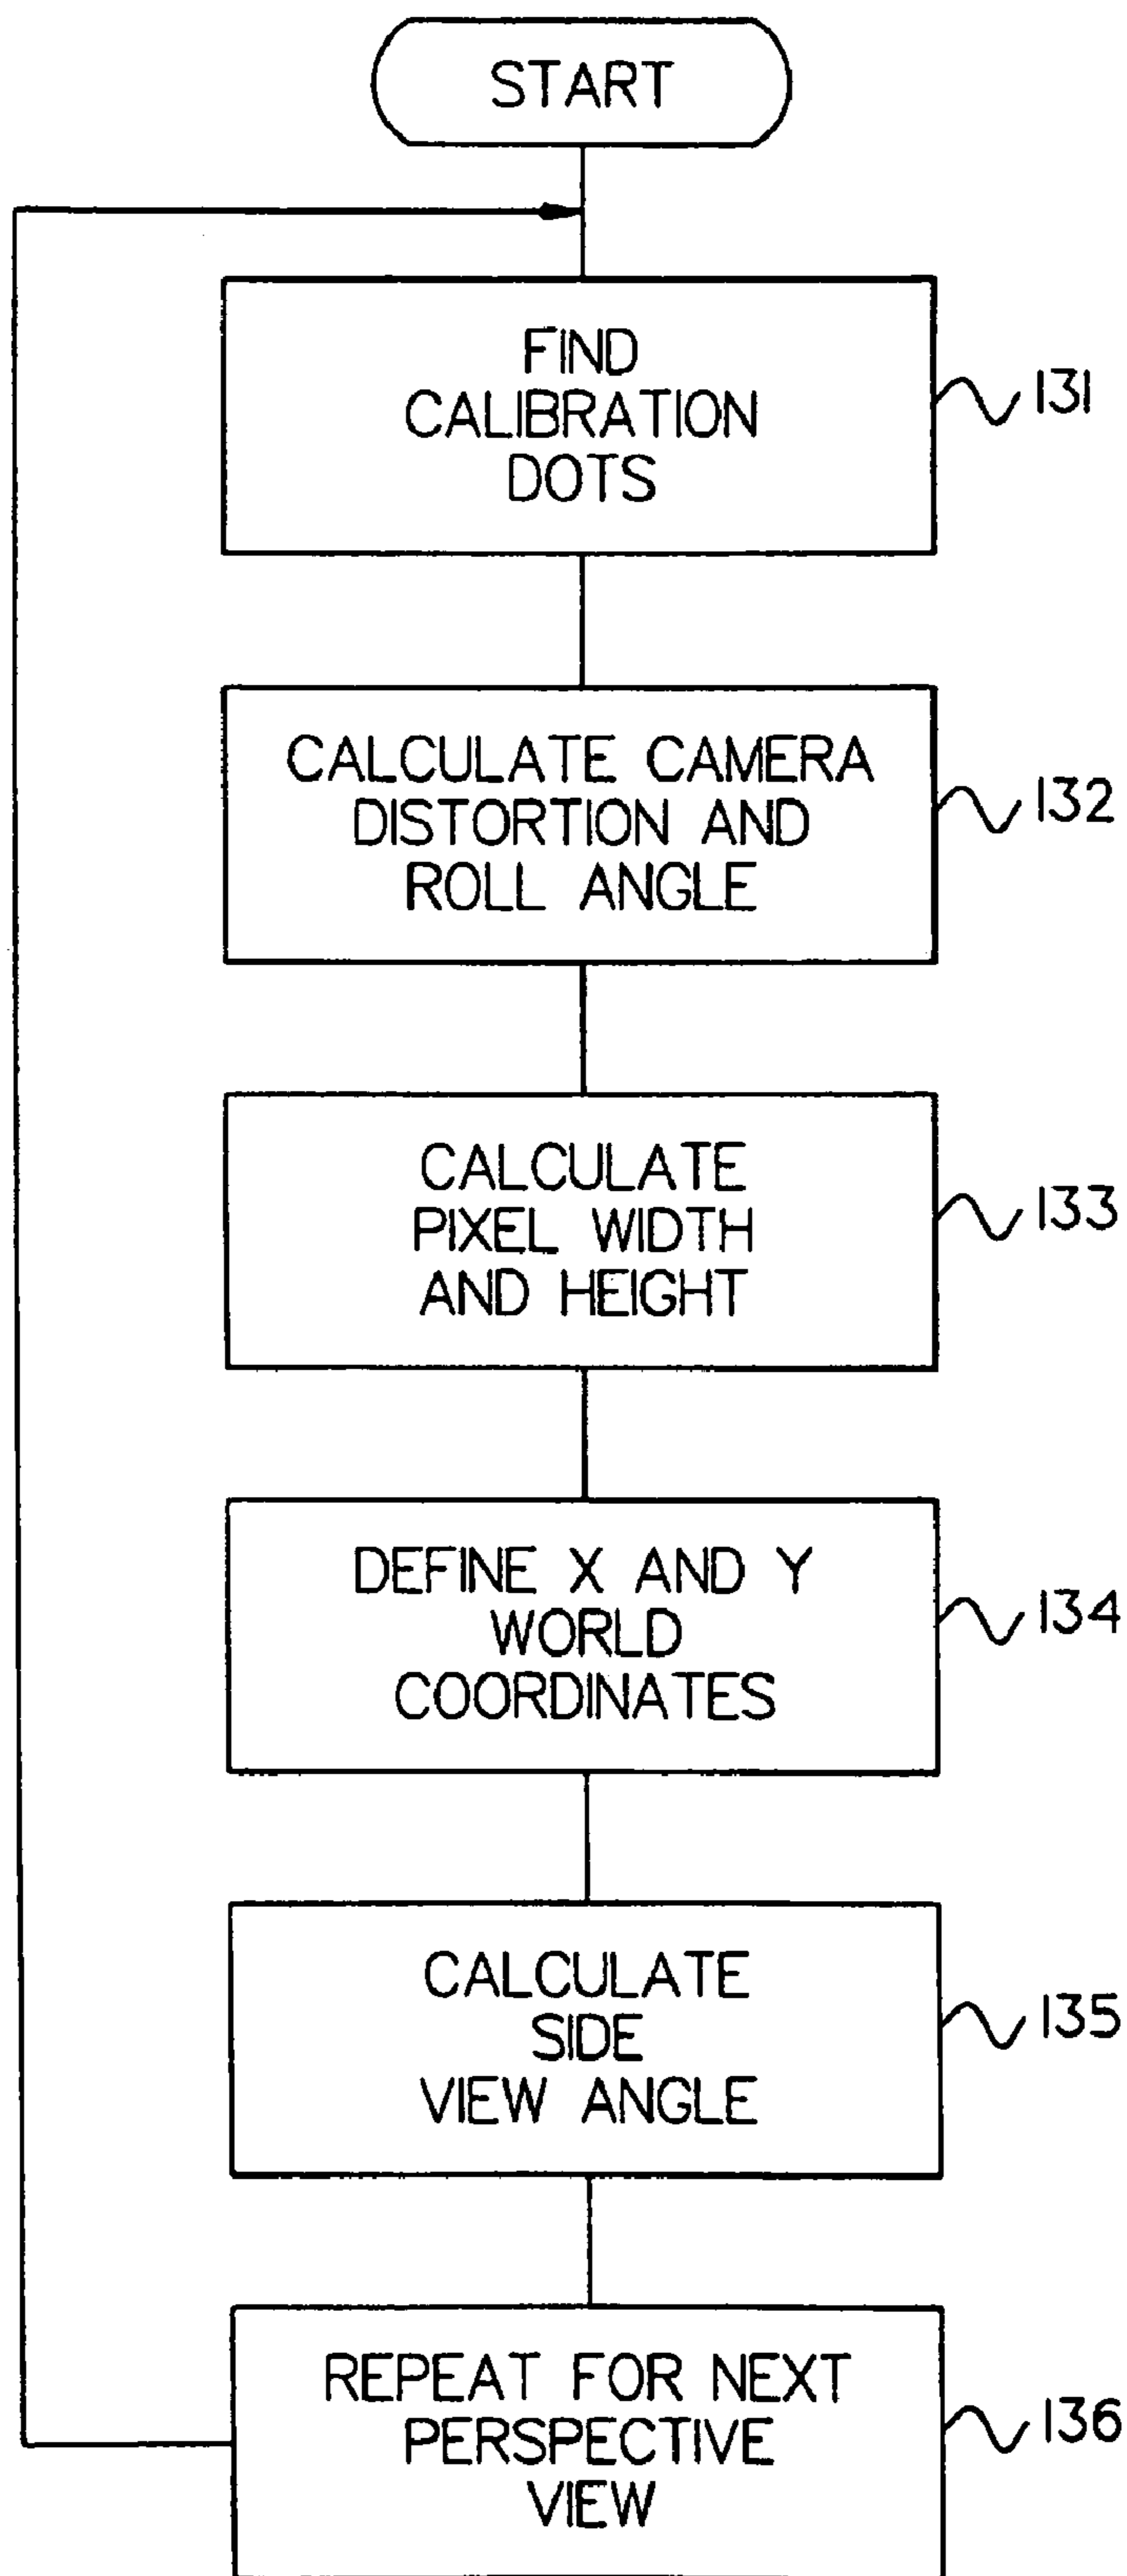 START
FIND
CALIBRATION
DOTS
131
CALCULATE CAMERA
DISTORTION AND
ROLL ANGLE
132
CALCULATE
PIXEL WIDTH
AND HEIGHT
133
DEFINE X AND Y
WORLD
COORDINATES
134
CALCULATE
SIDE
VIEW ANGLE
135
REPEAT FOR NEXT
PERSPECTIVE
VIEW
136